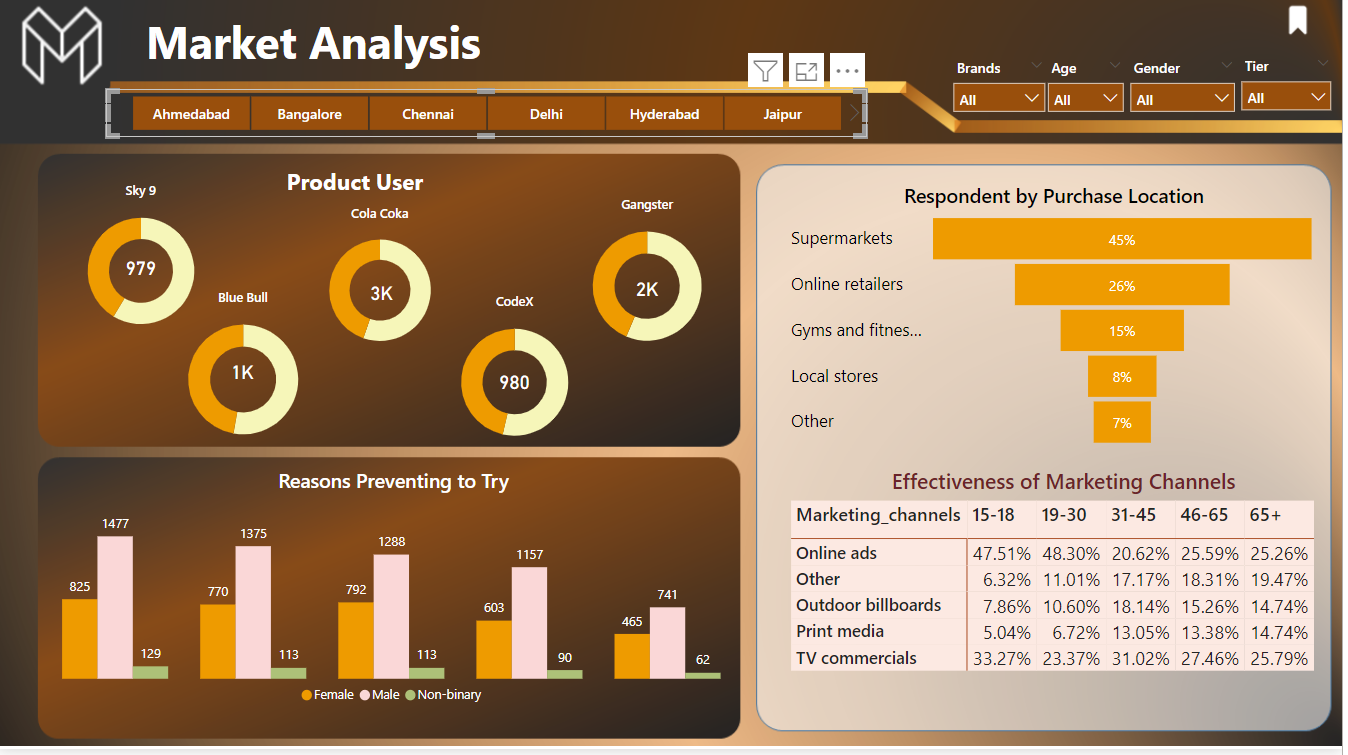 Market Analysis
Brands Age Gender Tier
All All All All
Ahmedabad Bangalore Chennai Delhi Hyderabad Jaipur
Product User
Sky 9
979
Blue Bull
1K
Cola Coka
3K
CodeX
980
Gangster
2K
Respondent by Purchase Location
Supermarkets 45%
Online retailers 26%
Gyms and fitnes... 15%
Local stores 8%
Other 7%
Reasons Preventing to Try
825 1477 129
770 1375 113
792 1288 113
603 1157 90
465 741 62
Female Male Non-binary
Effectiveness of Marketing Channels
Marketing_channels 15-18 19-30 31-45 46-65 65+
Online ads 47.51% 48.30% 20.62% 25.59% 25.26%
Other 6.32% 11.01% 17.17% 18.31% 19.47%
Outdoor billboards 7.86% 10.60% 18.14% 15.26% 14.74%
Print media 5.04% 6.72% 13.05% 13.38% 14.74%
TV commercials 33.27% 23.37% 31.02% 27.46% 25.79%